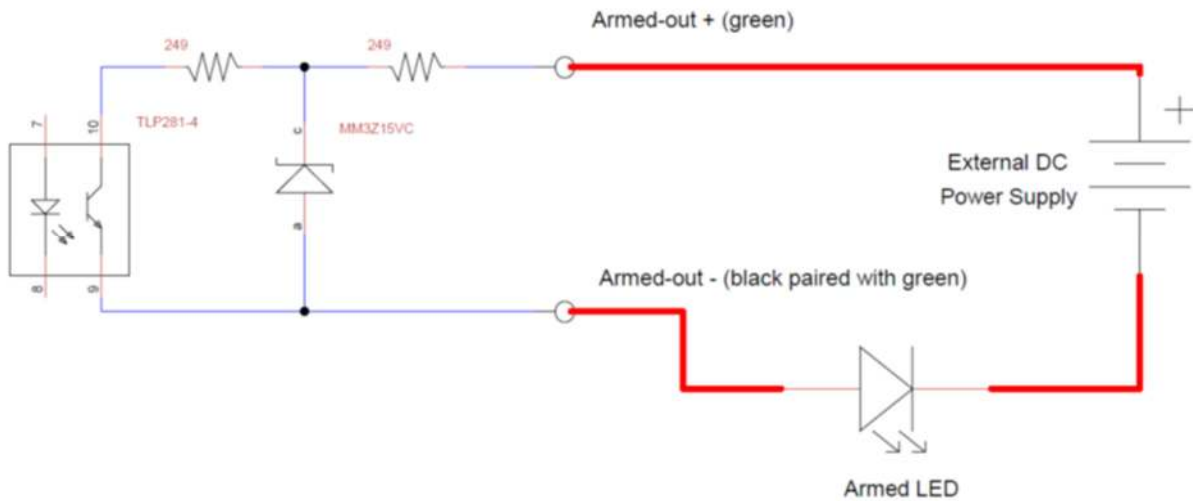 Armed-out + (green)
249
249
TLP281-4
MM3Z15VC
7
10
c
External DC
Power Supply
a
8
9
Armed-out - (black paired with green)
Armed LED